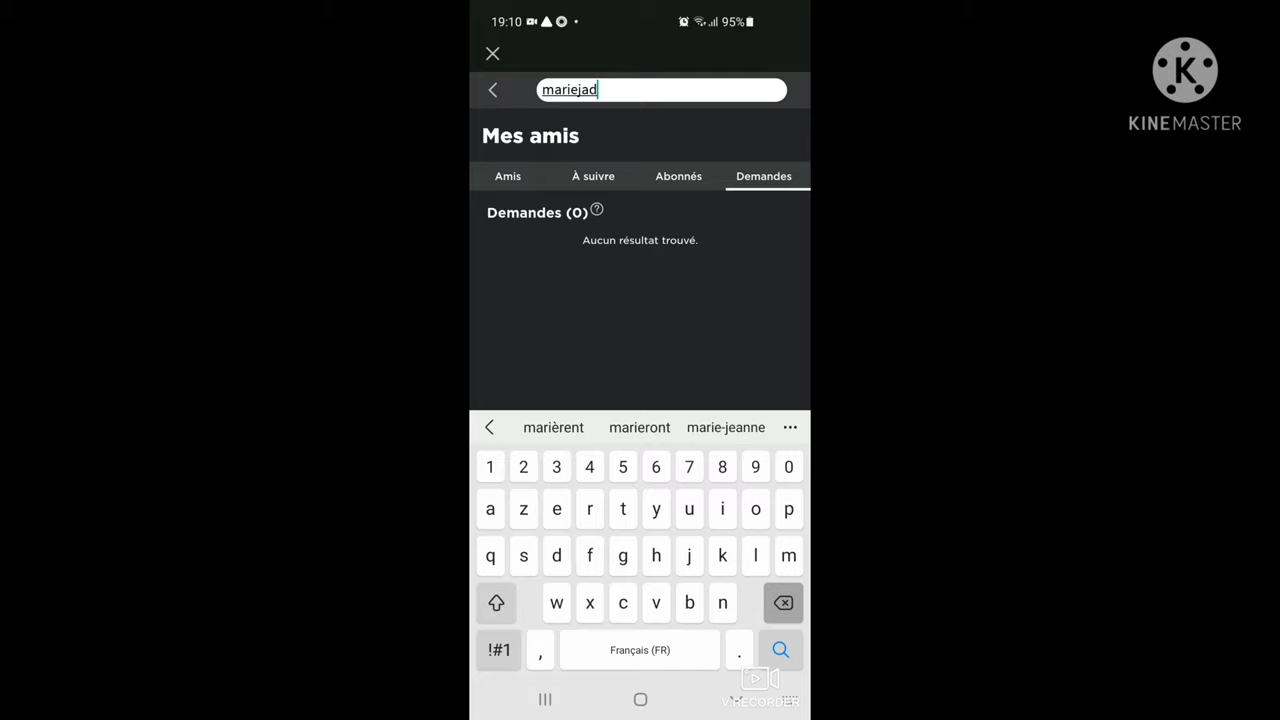 19:10
95%
mariejad
Mes amis
Amis À suivre Abonnés Demandes
Demandes (0)
Aucun résultat trouvé.
marièrent marieront marie-jeanne
1 2 3 4 5 6 7 8 9 0
a z e r t y u i o p
q s d f g h j k l m
w x c v b n
!#1 , Français (FR) .
V.RECORDER
K
KINEMASTER